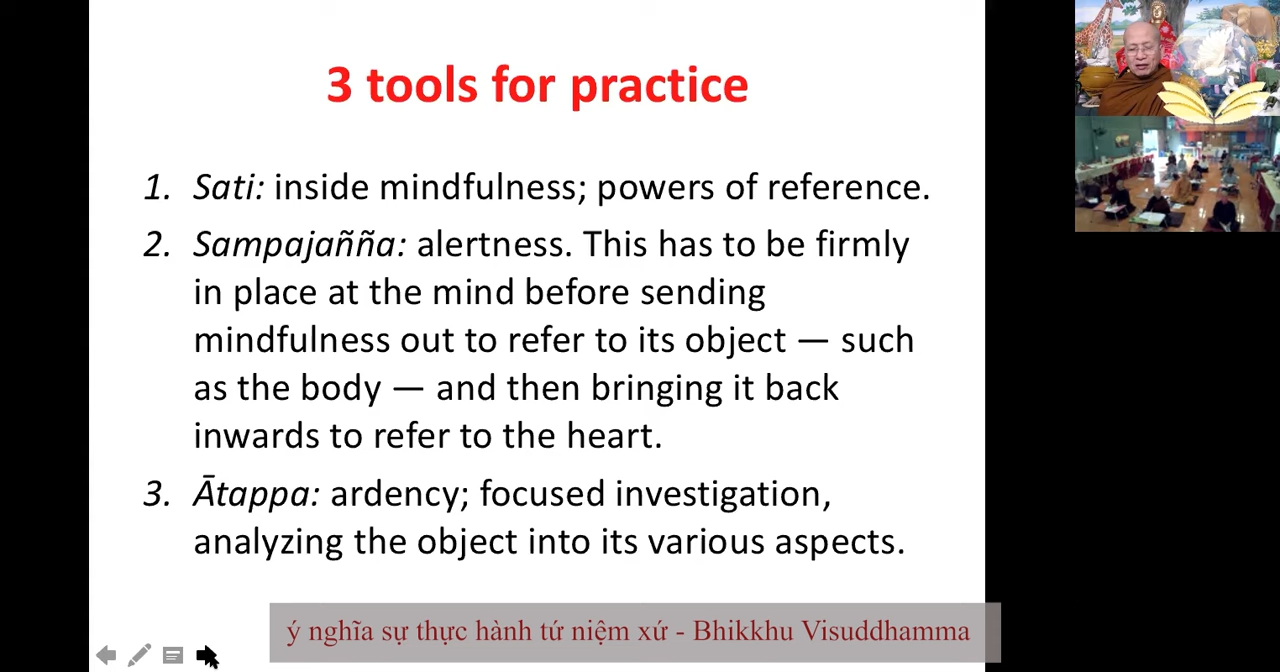 3 tools for practice
1. Sati: inside mindfulness; powers of reference.
2. Sampajañña: alertness. This has to be firmly
in place at the mind before sending
mindfulness out to refer to its object — such
as the body — and then bringing it back
inwards to refer to the heart.
3. Ātappa: ardency; focused investigation,
analyzing the object into its various aspects.
ý nghĩa sự thực hành tứ niệm xứ - Bhikkhu Visuddhamma